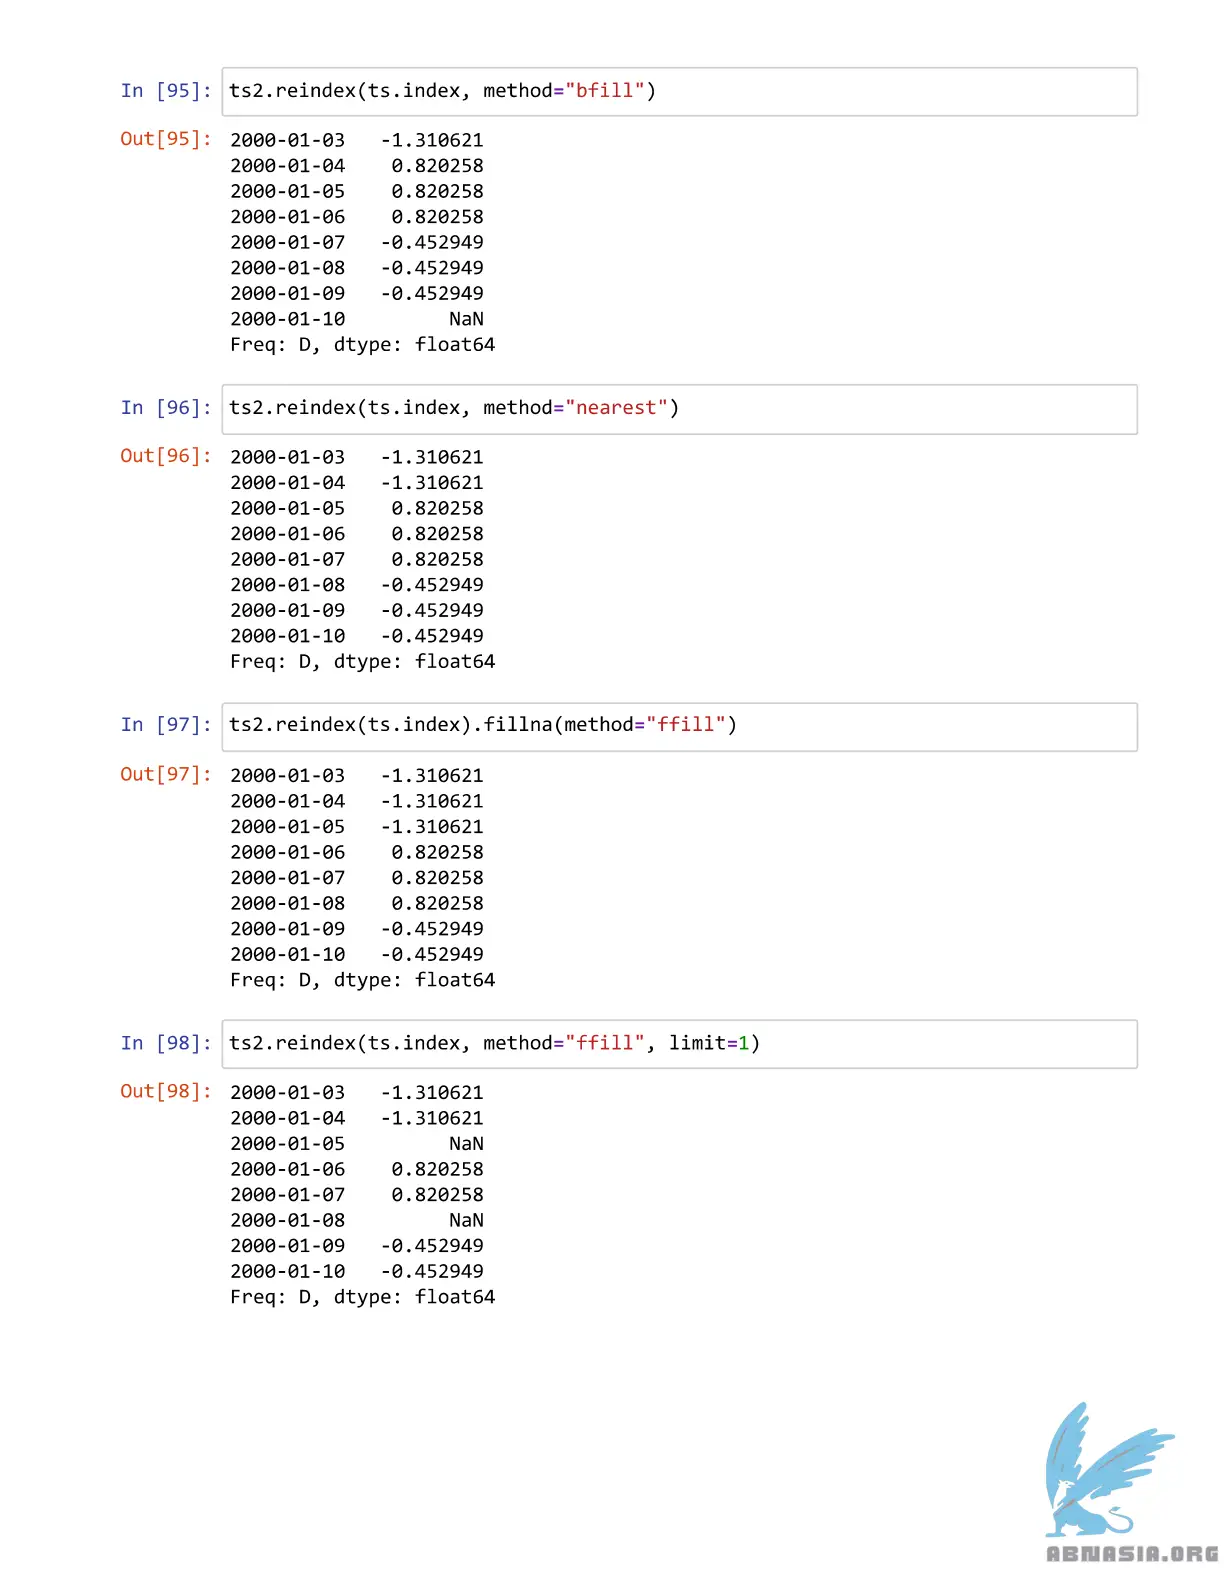 In [95]: ts2.reindex(ts.index, method="bfill")
Out[95]: 2000-01-03   -1.310621
2000-01-04    0.820258
2000-01-05    0.820258
2000-01-06    0.820258
2000-01-07   -0.452949
2000-01-08   -0.452949
2000-01-09   -0.452949
2000-01-10         NaN
Freq: D, dtype: float64
In [96]: ts2.reindex(ts.index, method="nearest")
Out[96]: 2000-01-03   -1.310621
2000-01-04   -1.310621
2000-01-05    0.820258
2000-01-06    0.820258
2000-01-07    0.820258
2000-01-08   -0.452949
2000-01-09   -0.452949
2000-01-10   -0.452949
Freq: D, dtype: float64
In [97]: ts2.reindex(ts.index).fillna(method="ffill")
Out[97]: 2000-01-03   -1.310621
2000-01-04   -1.310621
2000-01-05   -1.310621
2000-01-06    0.820258
2000-01-07    0.820258
2000-01-08    0.820258
2000-01-09   -0.452949
2000-01-10   -0.452949
Freq: D, dtype: float64
In [98]: ts2.reindex(ts.index, method="ffill", limit=1)
Out[98]: 2000-01-03   -1.310621
2000-01-04   -1.310621
2000-01-05         NaN
2000-01-06    0.820258
2000-01-07    0.820258
2000-01-08         NaN
2000-01-09   -0.452949
2000-01-10   -0.452949
Freq: D, dtype: float64
ABNASIA.ORG